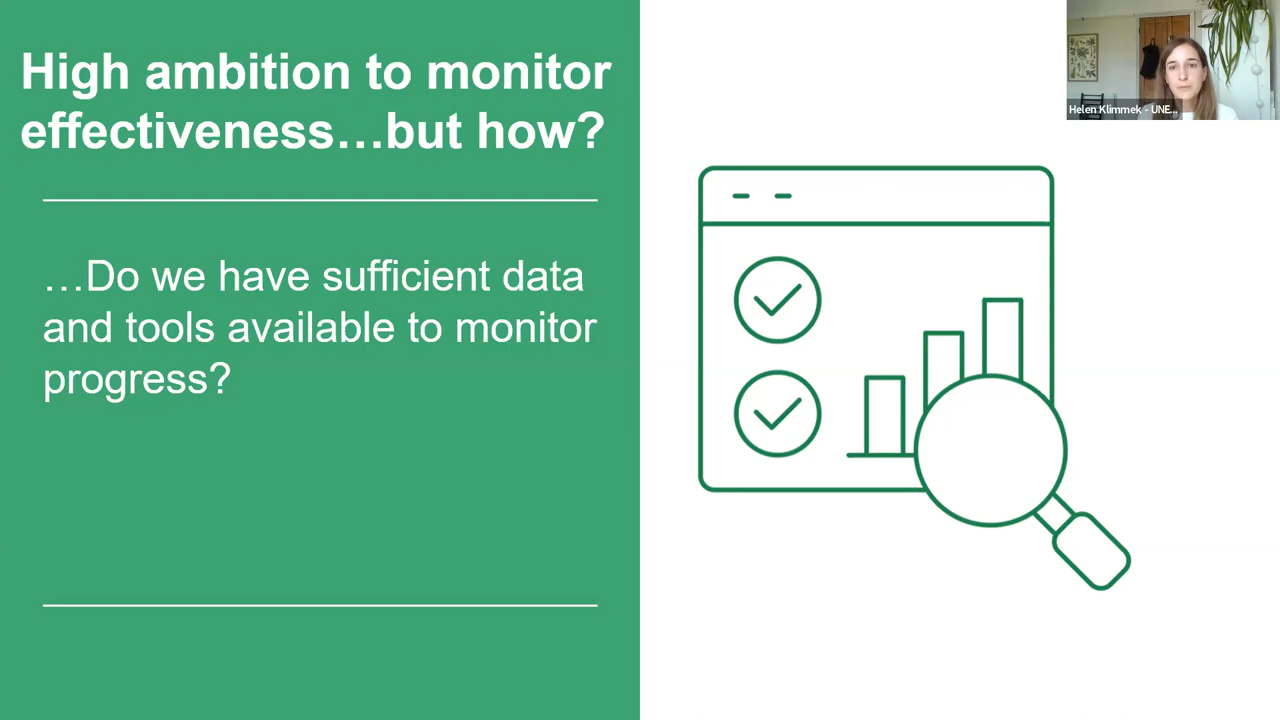 High ambition to monitor
effectiveness…but how?
…Do we have sufficient data
and tools available to monitor
progress?
Helen Klimmek - UNE...